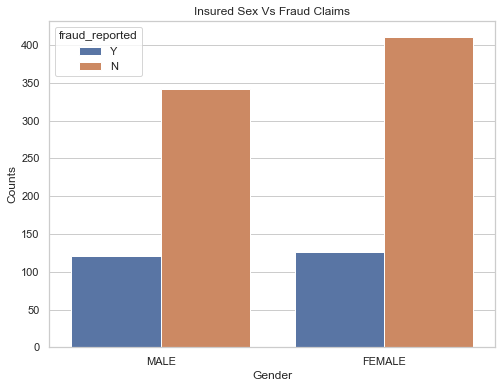 Insured Sex Vs Fraud Claims
fraud_reported
Y
N
400
350
300
250
200
150
100
50
0
Counts
MALE
FEMALE
Gender